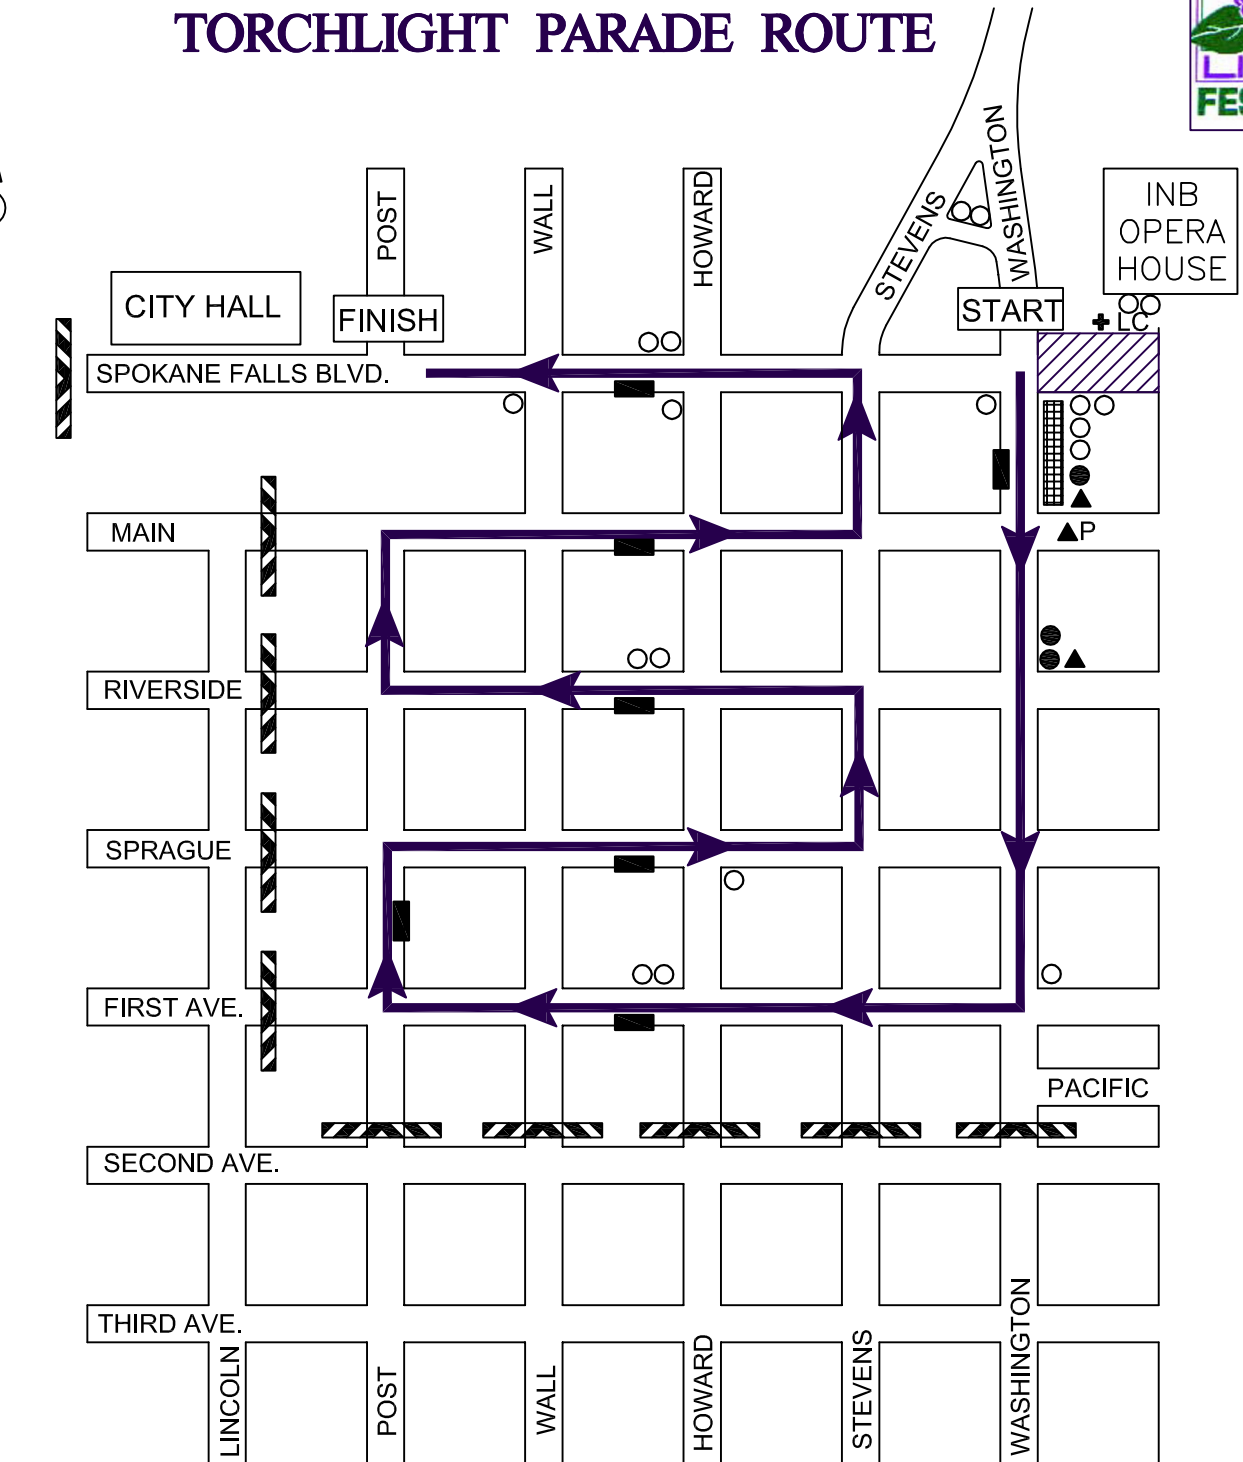 TORCHLIGHT PARADE ROUTE
FES
POST
WALL
HOWARD
STEVENS
WASHINGTON
INB
OPERA
HOUSE
CITY HALL
FINISH
START
LC
SPOKANE FALLS BLVD.
MAIN
P
RIVERSIDE
SPRAGUE
FIRST AVE.
PACIFIC
SECOND AVE.
THIRD AVE.
LINCOLN
POST
WALL
HOWARD
STEVENS
WASHINGTON